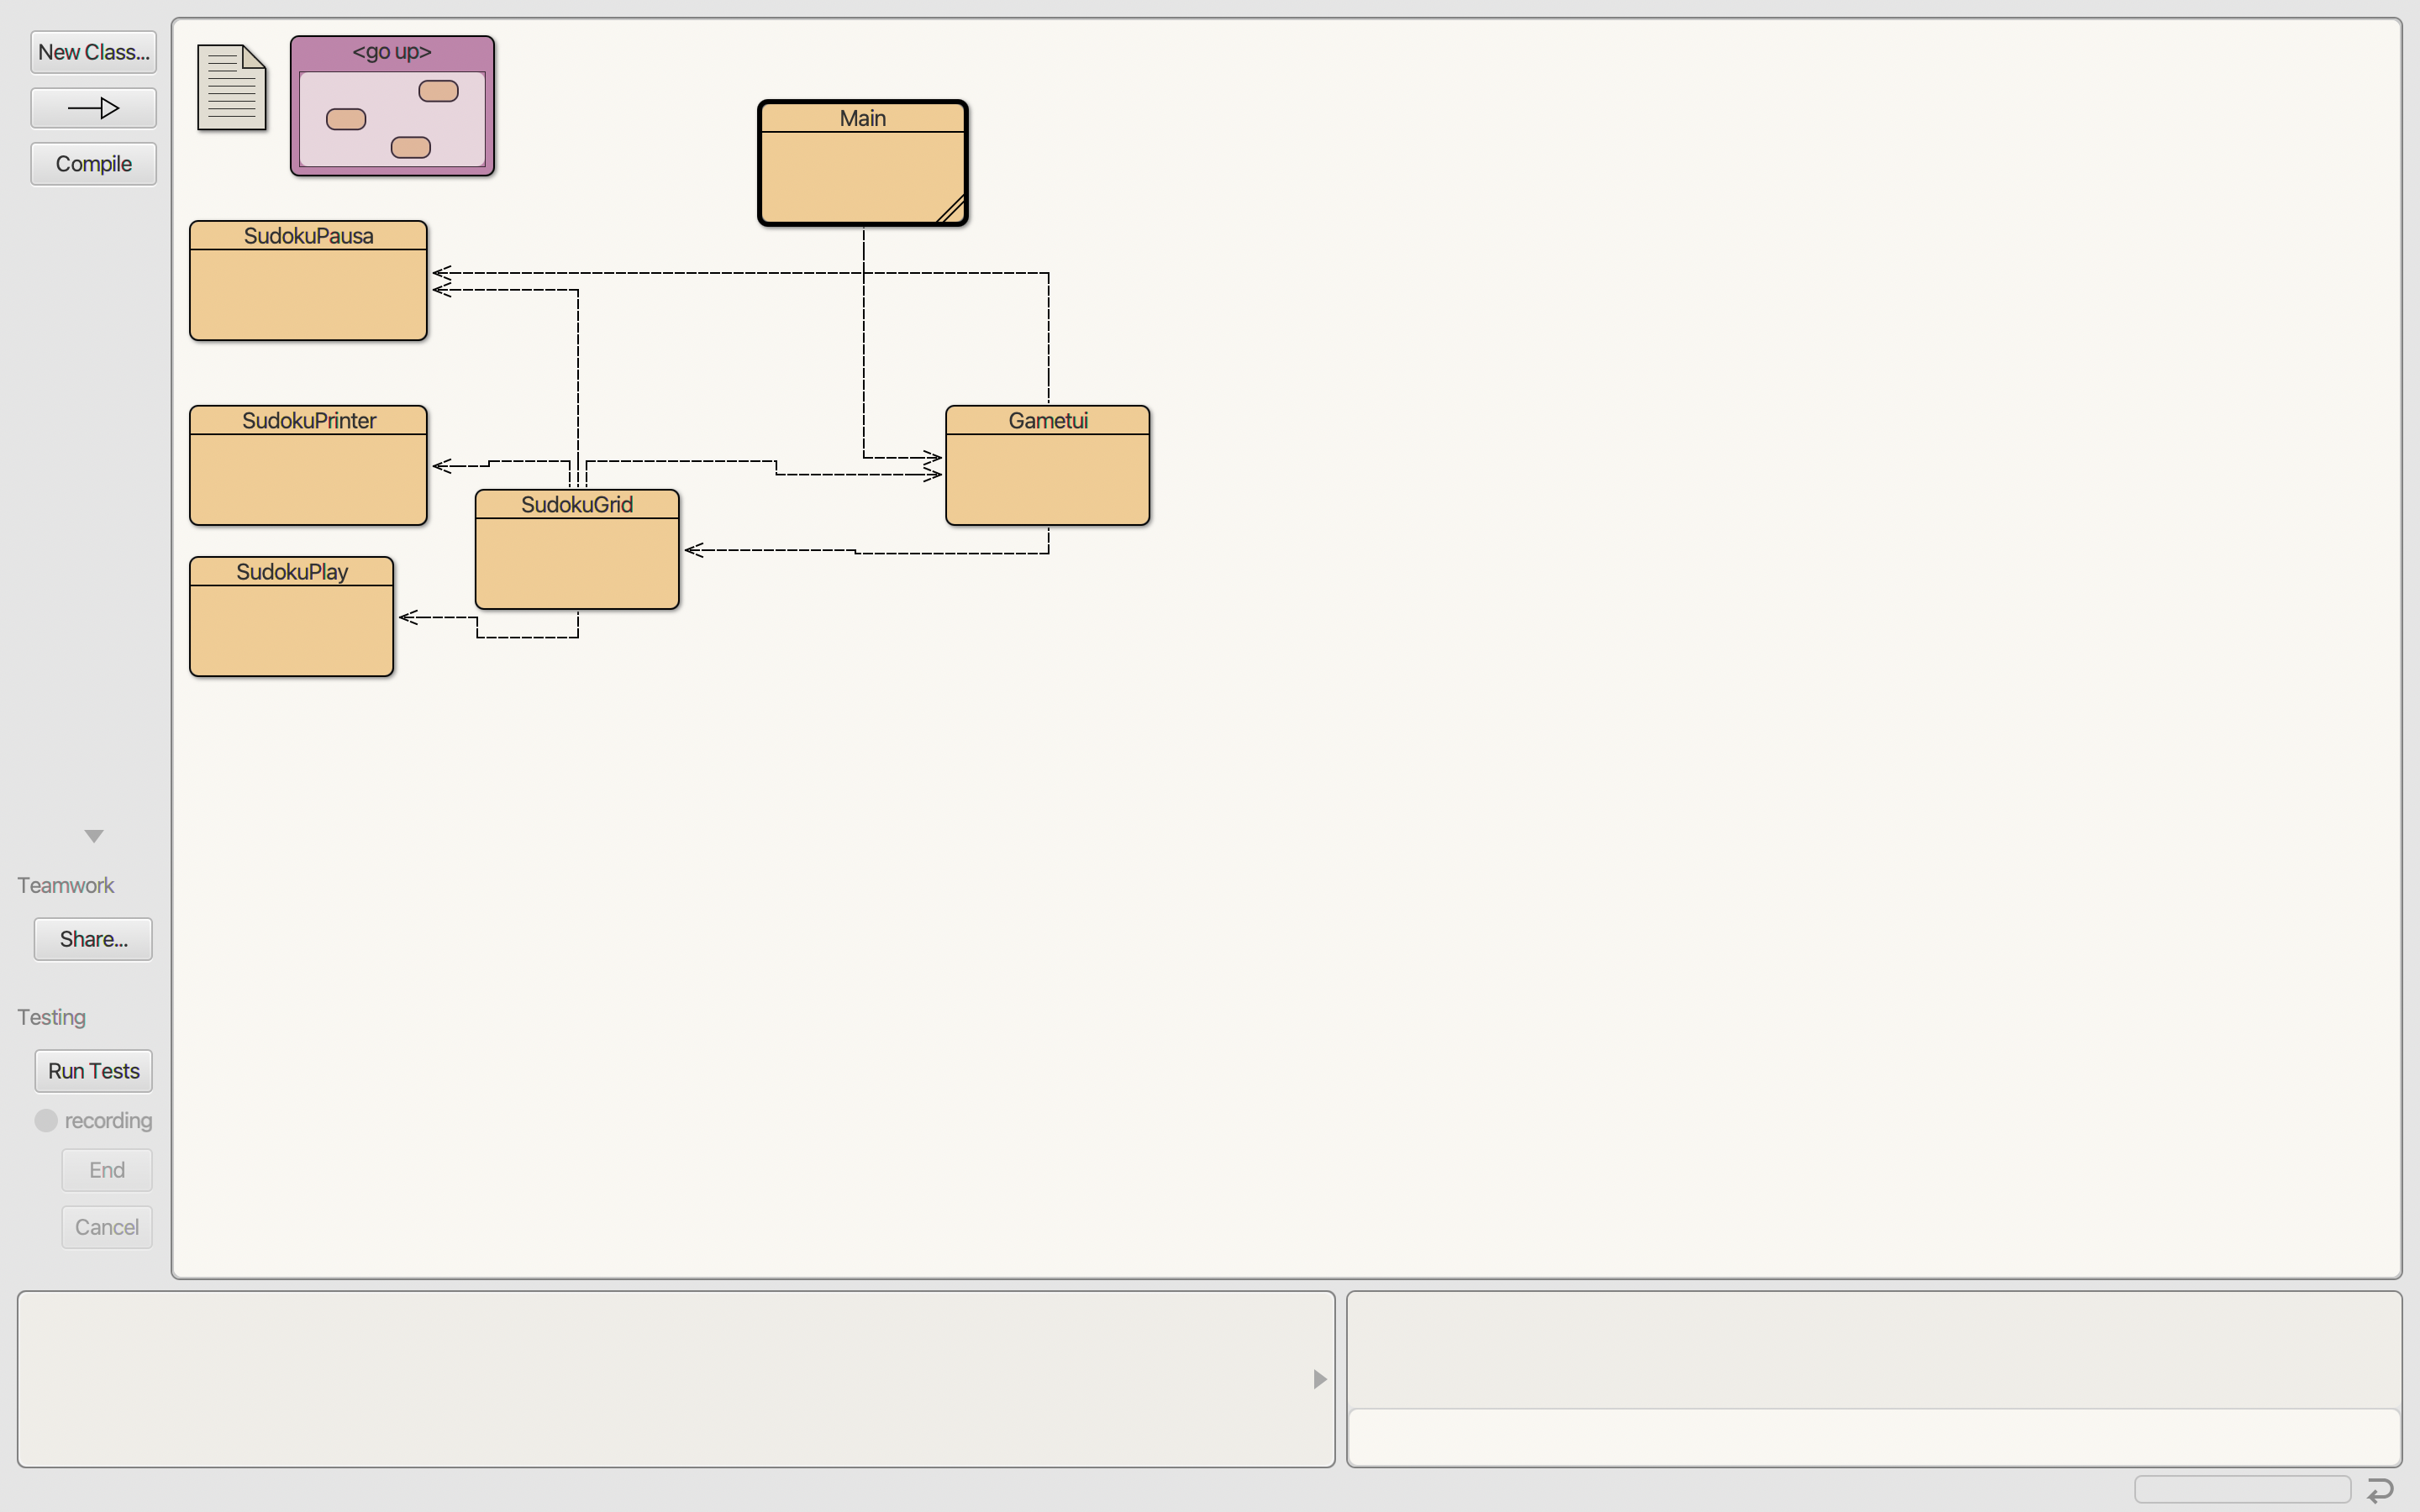 New Class...
Compile
<go up>
Main
SudokuPausa
SudokuPrinter
Gametui
SudokuGrid
SudokuPlay
Teamwork
Share...
Testing
Run Tests
recording
End
Cancel